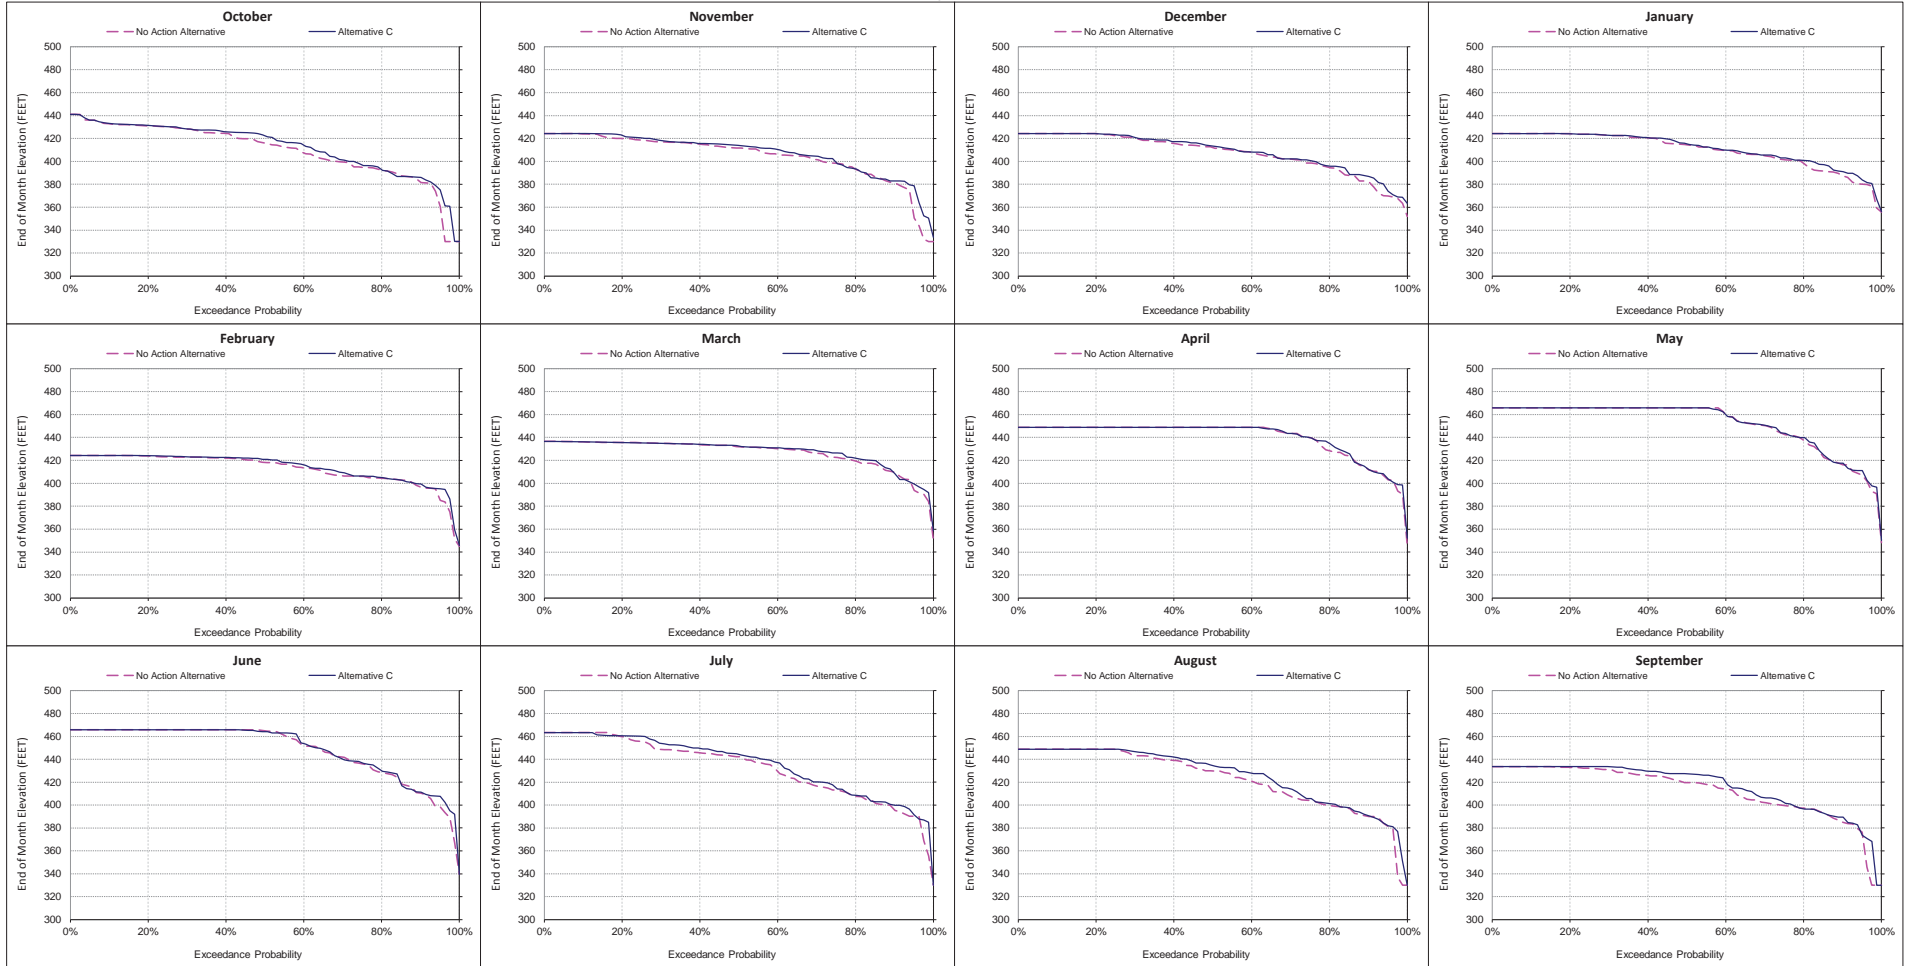 October
No Action Alternative Alternative C
End of Month Elevation (FEET)
500
480
460
440
420
400
380
360
340
320
300
0% 20% 40% 60% 80% 100%
Exceedance Probability
November
No Action Alternative Alternative C
End of Month Elevation (FEET)
500
480
460
440
420
400
380
360
340
320
300
0% 20% 40% 60% 80% 100%
Exceedance Probability
December
No Action Alternative Alternative C
End of Month Elevation (FEET)
500
480
460
440
420
400
380
360
340
320
300
0% 20% 40% 60% 80% 100%
Exceedance Probability
January
No Action Alternative Alternative C
End of Month Elevation (FEET)
500
480
460
440
420
400
380
360
340
320
300
0% 20% 40% 60% 80% 100%
Exceedance Probability
February
No Action Alternative Alternative C
End of Month Elevation (FEET)
500
480
460
440
420
400
380
360
340
320
300
0% 20% 40% 60% 80% 100%
Exceedance Probability
March
No Action Alternative Alternative C
End of Month Elevation (FEET)
500
480
460
440
420
400
380
360
340
320
300
0% 20% 40% 60% 80% 100%
Exceedance Probability
April
No Action Alternative Alternative C
End of Month Elevation (FEET)
500
480
460
440
420
400
380
360
340
320
300
0% 20% 40% 60% 80% 100%
Exceedance Probability
May
No Action Alternative Alternative C
End of Month Elevation (FEET)
500
480
460
440
420
400
380
360
340
320
300
0% 20% 40% 60% 80% 100%
Exceedance Probability
June
No Action Alternative Alternative C
End of Month Elevation (FEET)
500
480
460
440
420
400
380
360
340
320
300
0% 20% 40% 60% 80% 100%
Exceedance Probability
July
No Action Alternative Alternative C
End of Month Elevation (FEET)
500
480
460
440
420
400
380
360
340
320
300
0% 20% 40% 60% 80% 100%
Exceedance Probability
August
No Action Alternative Alternative C
End of Month Elevation (FEET)
500
480
460
440
420
400
380
360
340
320
300
0% 20% 40% 60% 80% 100%
Exceedance Probability
September
No Action Alternative Alternative C
End of Month Elevation (FEET)
500
480
460
440
420
400
380
360
340
320
300
0% 20% 40% 60% 80% 100%
Exceedance Probability